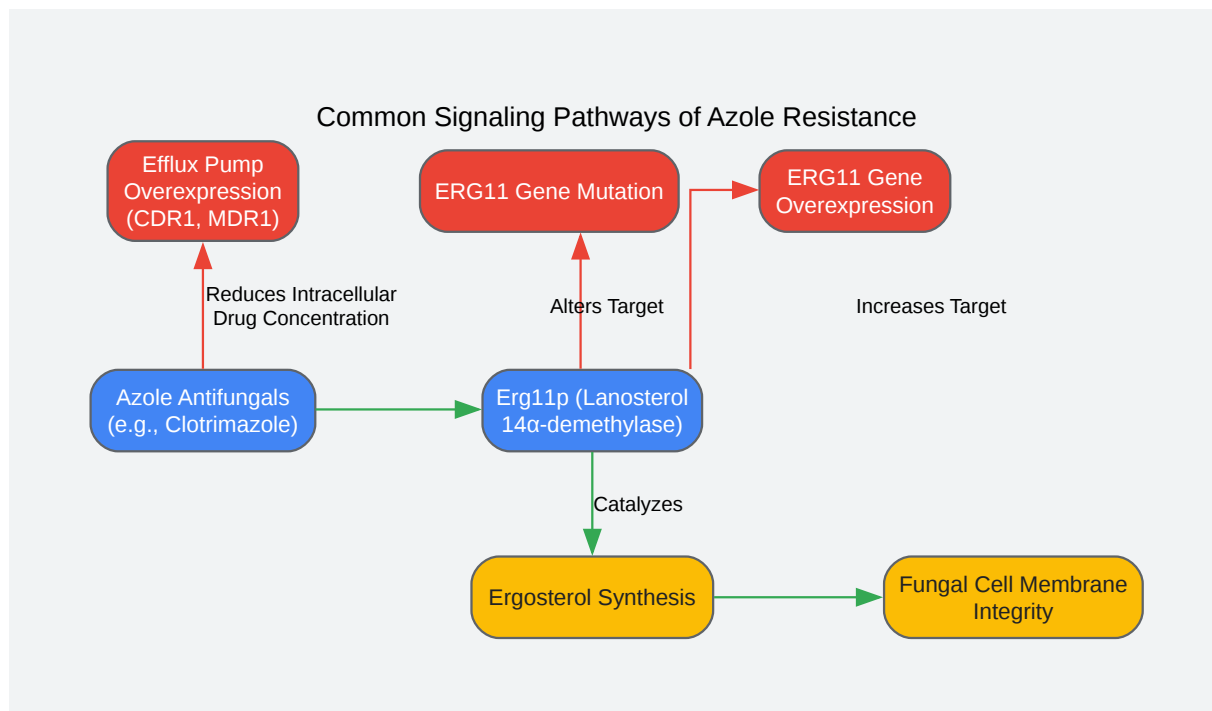 Common Signaling Pathways of Azole Resistance
Efflux Pump
Overexpression
(CDR1, MDR1)
ERG11 Gene Mutation
ERG11 Gene
Overexpression
Reduces Intracellular
Drug Concentration
Alters Target
Increases Target
Azole Antifungals
(e.g., Clotrimazole)
Erg11p (Lanosterol
14α-demethylase)
Catalyzes
Ergosterol Synthesis
Fungal Cell Membrane
Integrity